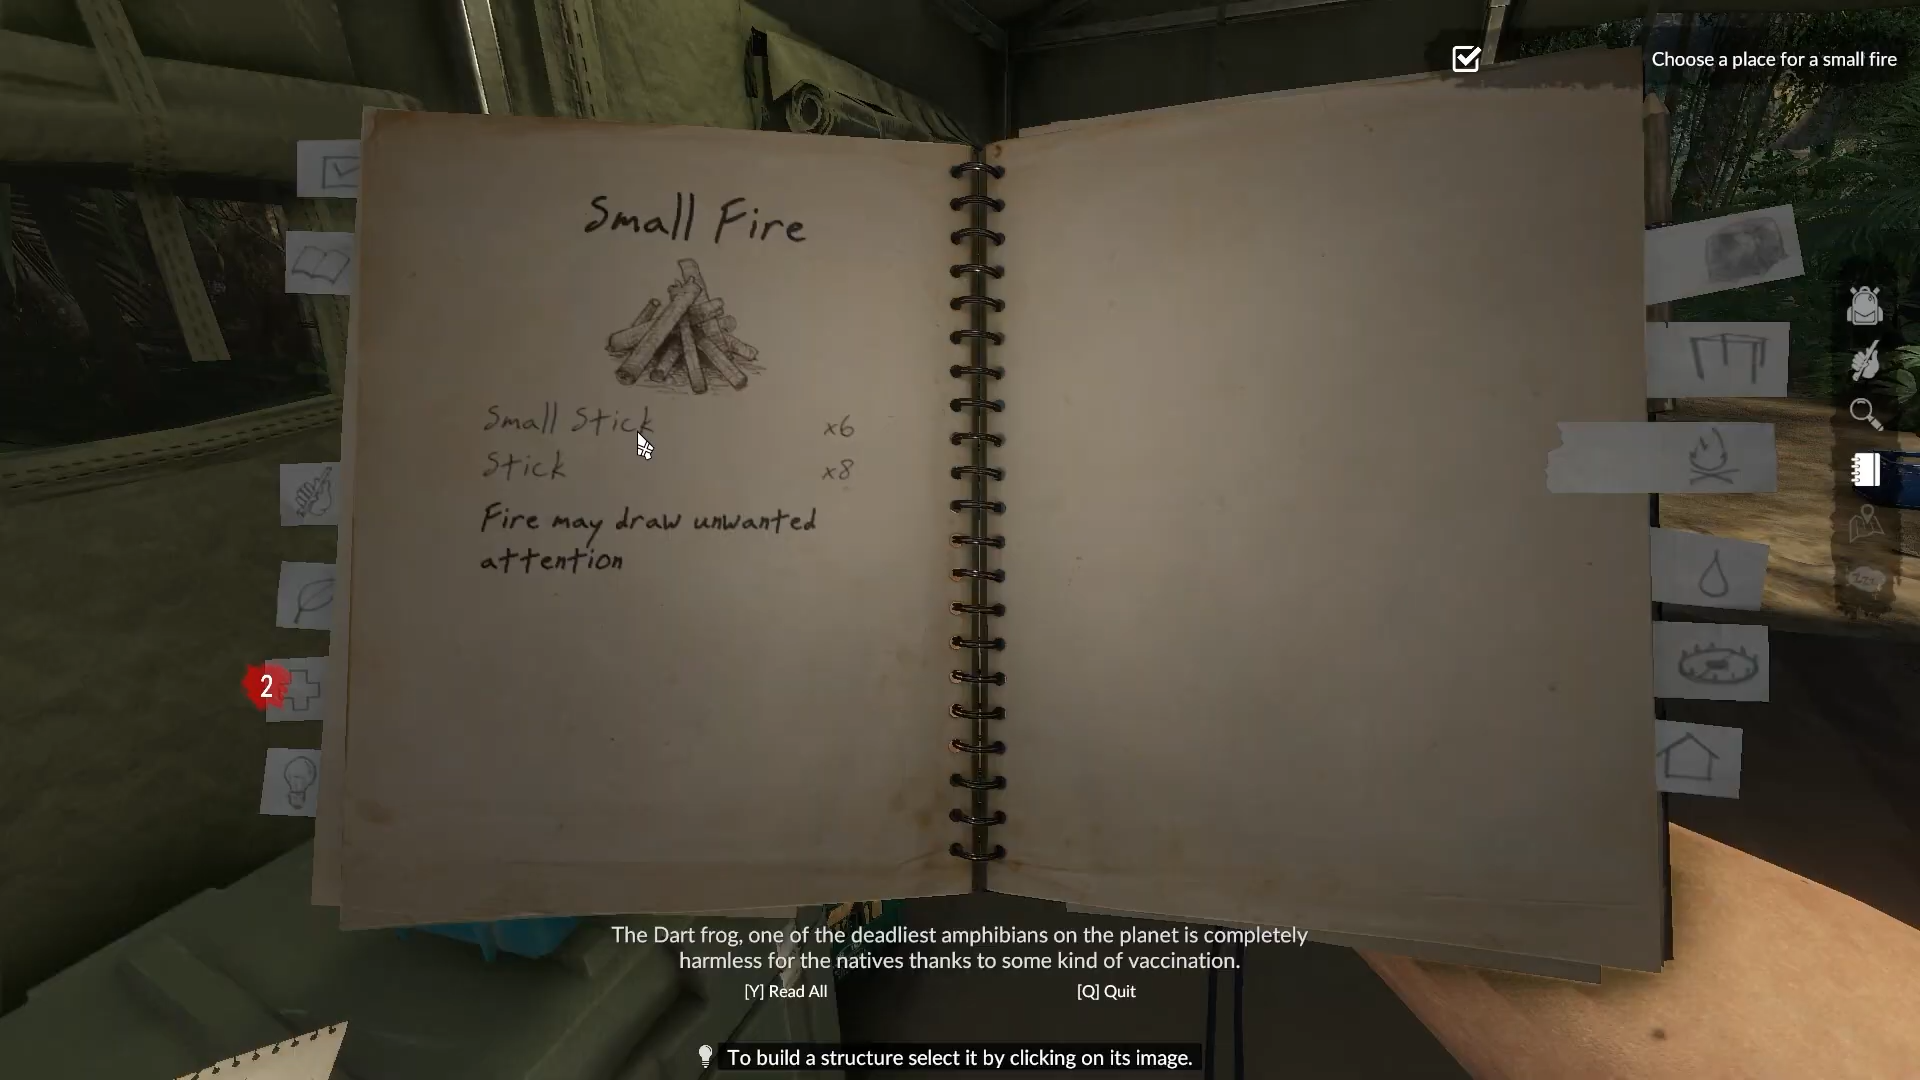 Choose a place for a small fire
Small Fire
Small Stick x6
Stick x8
Fire may draw unwanted
attention
2
zzz
The Dart frog, one of the deadliest amphibians on the planet is completely
harmless for the natives thanks to some kind of vaccination.
[Y] Read All [Q] Quit
To build a structure select it by clicking on its image.